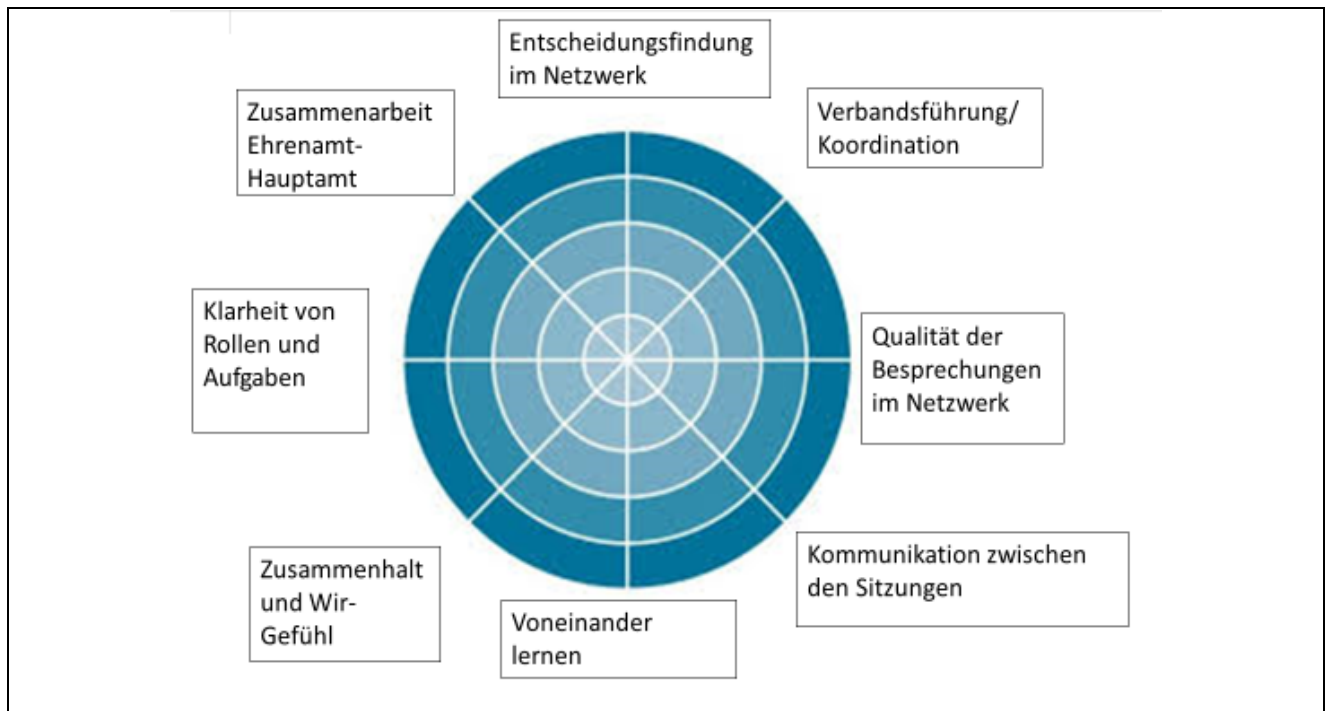 Entscheidungsfindung
im Netzwerk
Verbandsführung/
Koordination
Zusammenarbeit
Ehrenamt-
Hauptamt
Klarheit von
Rollen und
Aufgaben
Qualität der
Besprechungen
im Netzwerk
Kommunikation zwischen
den Sitzungen
Zusammenhalt
und Wir-
Gefühl
Voneinander
lernen